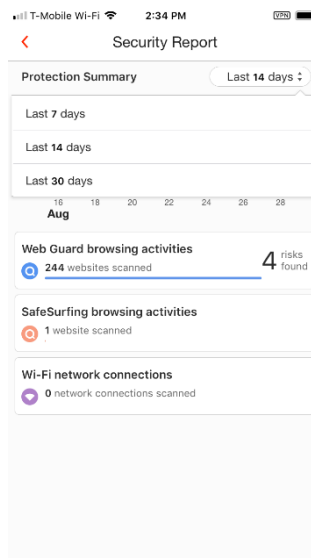 T-Mobile Wi-Fi 2:34 PM VPN
Security Report
Protection Summary Last 14 days
Last 7 days
Last 14 days
Last 30 days
16 18 20 22 24 26 28
Aug
Web Guard browsing activities
244 websites scanned
4 risks found
SafeSurfing browsing activities
1 website scanned
Wi-Fi network connections
0 network connections scanned